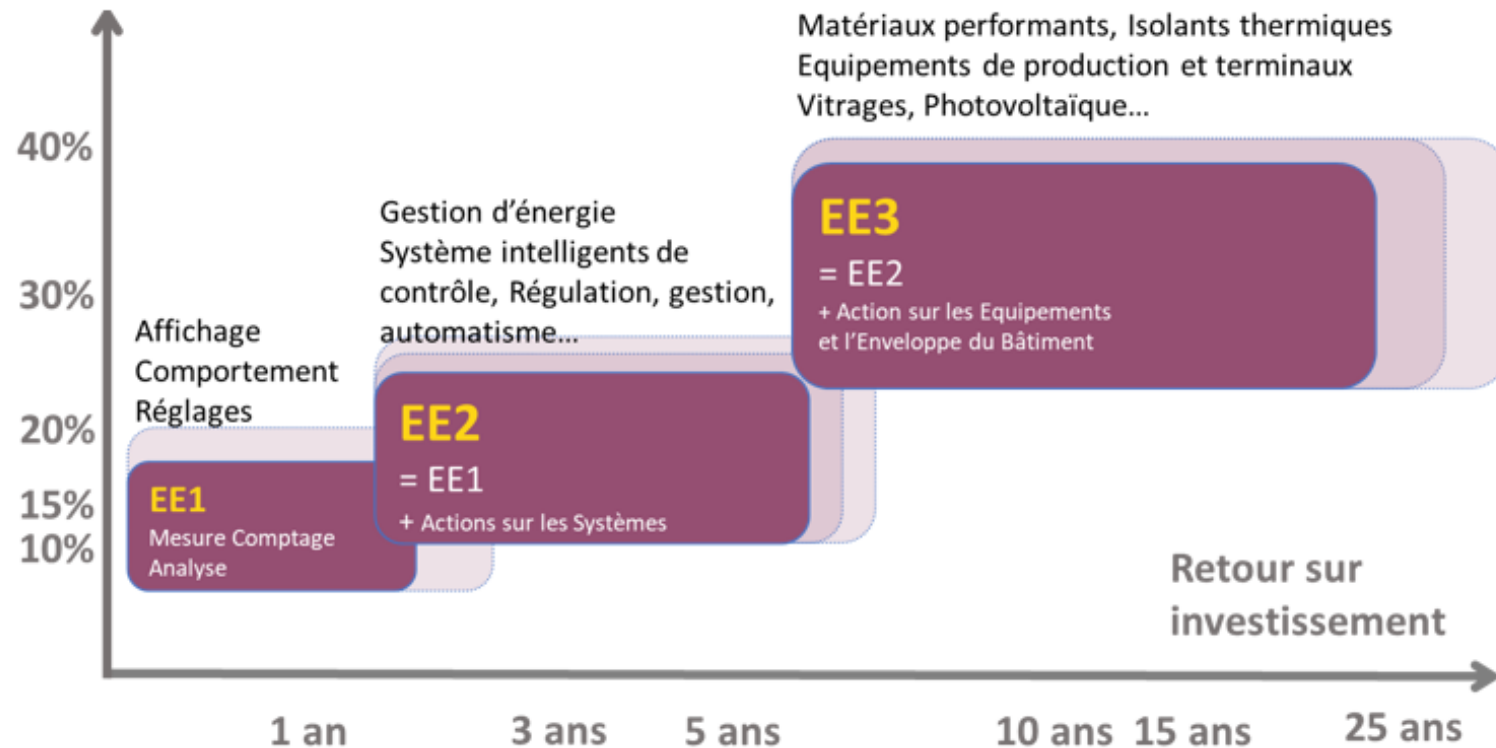 Matériaux performants, Isolants thermiques
Equipements de production et terminaux
Vitrages, Photovoltaïque…
40%
30%
20%
15%
10%
Gestion d’énergie
Système intelligents de
contrôle, Régulation, gestion,
automatisme…
Affichage
Comportement
Réglages
EE3
= EE2
+ Action sur les Equipements
et l’Enveloppe du Bâtiment
EE2
= EE1
+ Actions sur les Systèmes
EE1
Mesure Comptage
Analyse
Retour sur
investissement
1 an
3 ans
5 ans
10 ans
15 ans
25 ans